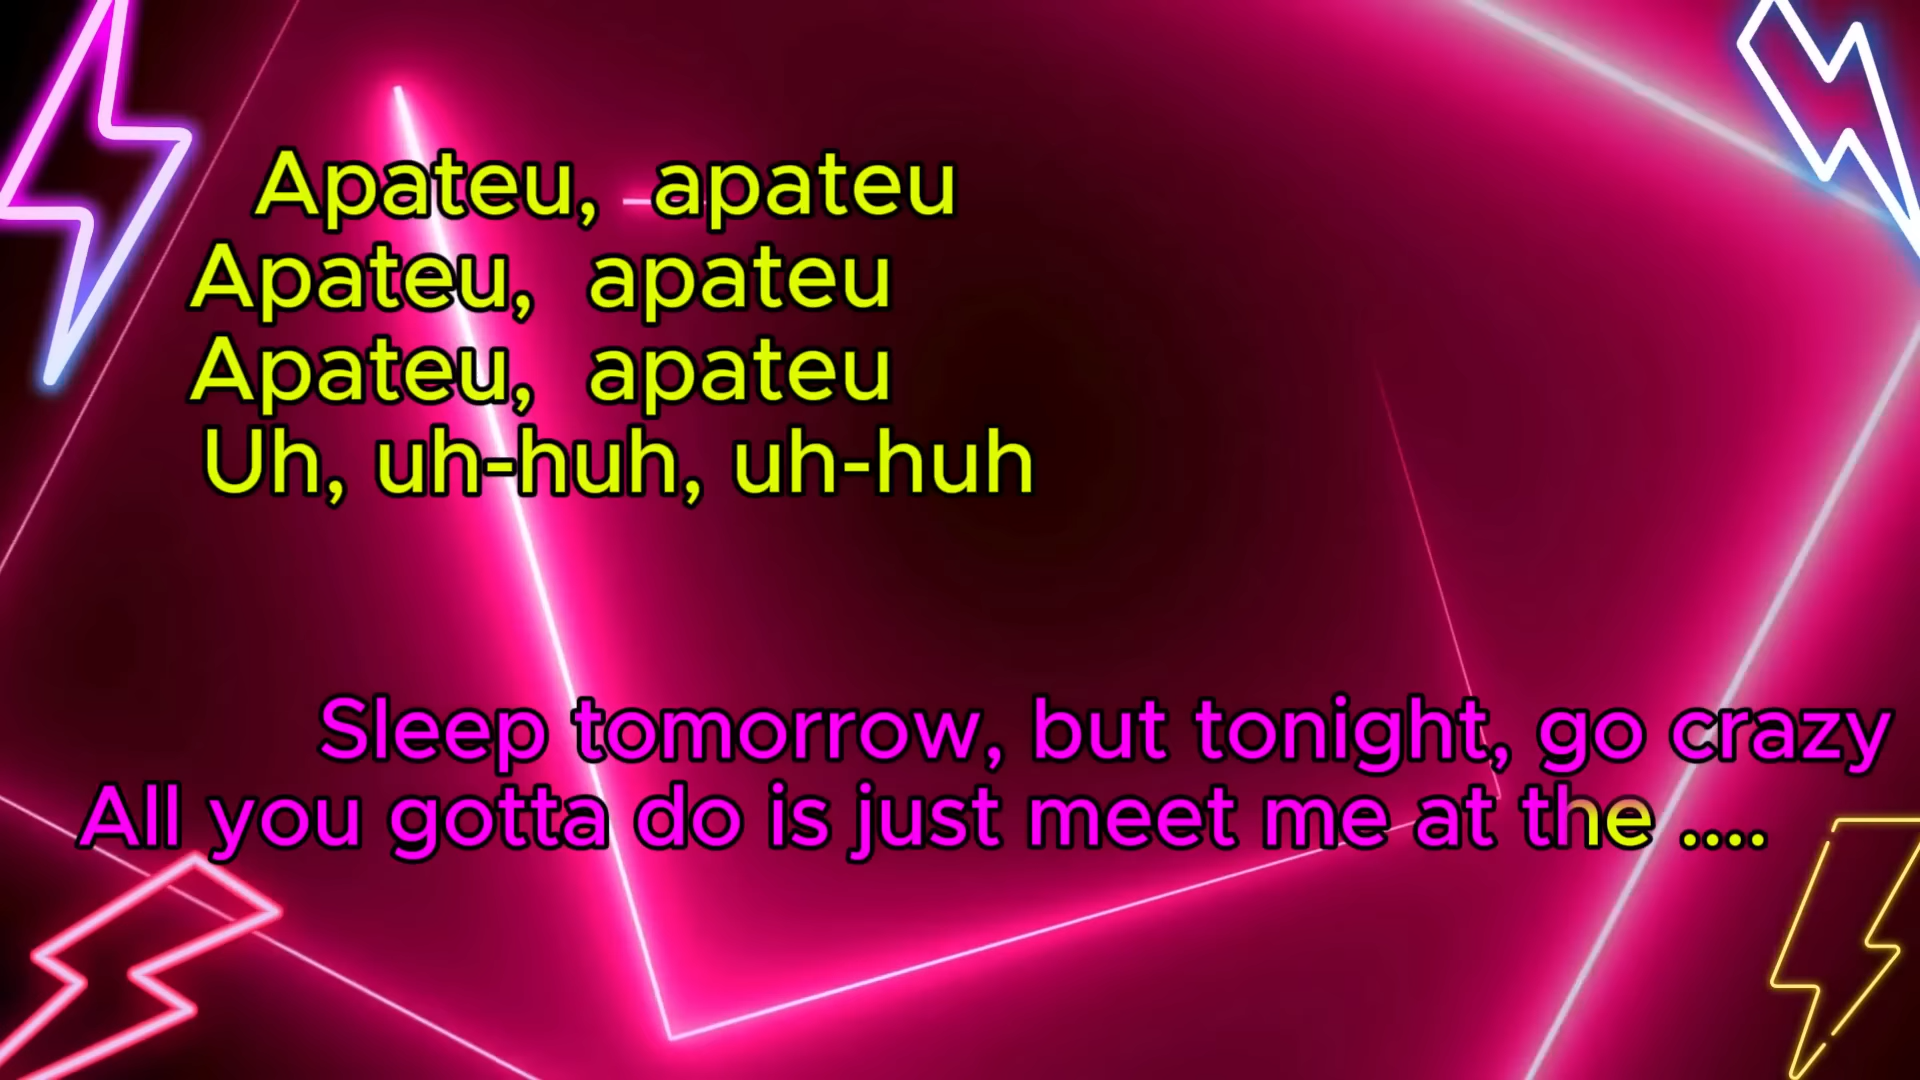 Apateu, apateu
Apateu, apateu
Apateu, apateu
Uh, uh-huh, uh-huh
Sleep tomorrow, but tonight, go crazy
All you gotta do is just meet me at the ....